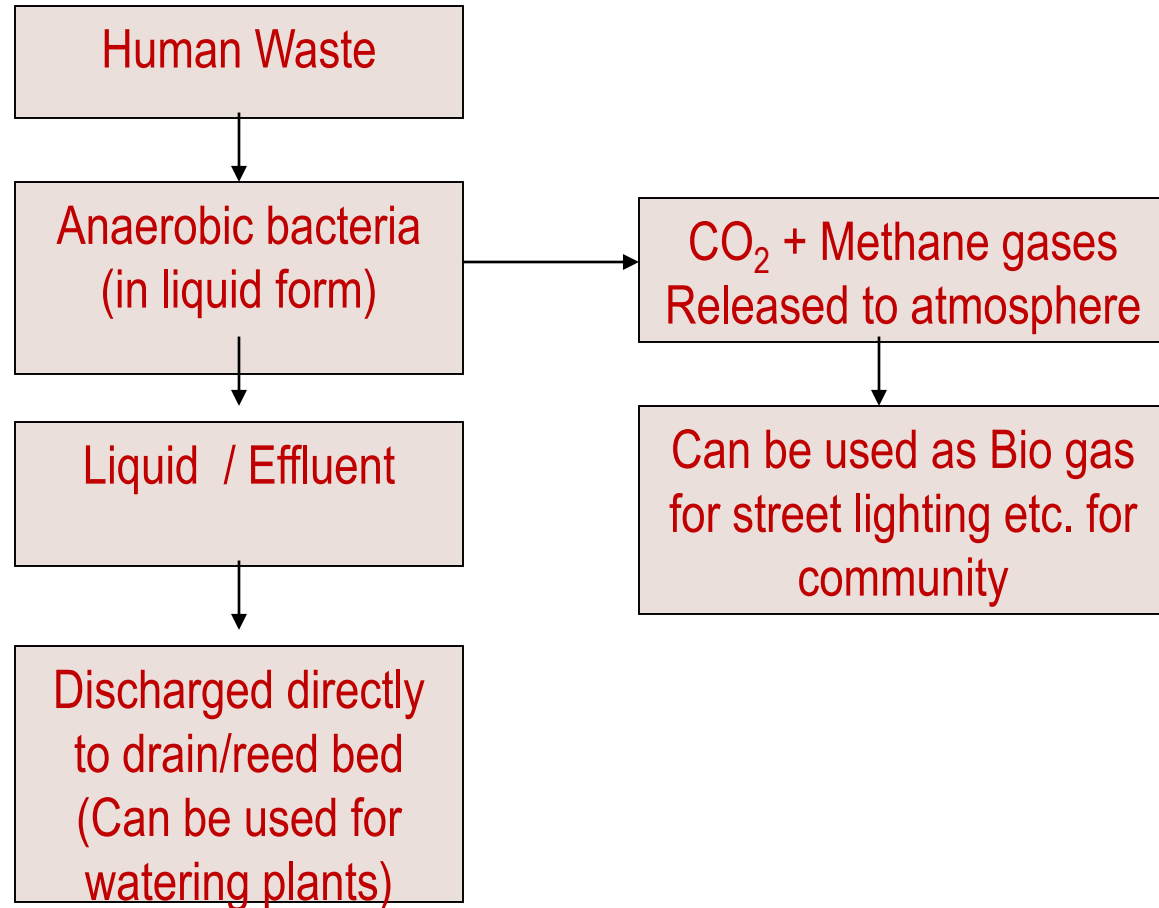 Human Waste
Anaerobic bacteria
(in liquid form)
CO₂ + Methane gases
Released to atmosphere
Liquid / Effluent
Can be used as Bio gas
for street lighting etc. for
community
Discharged directly
to drain/reed bed
(Can be used for
watering plants)